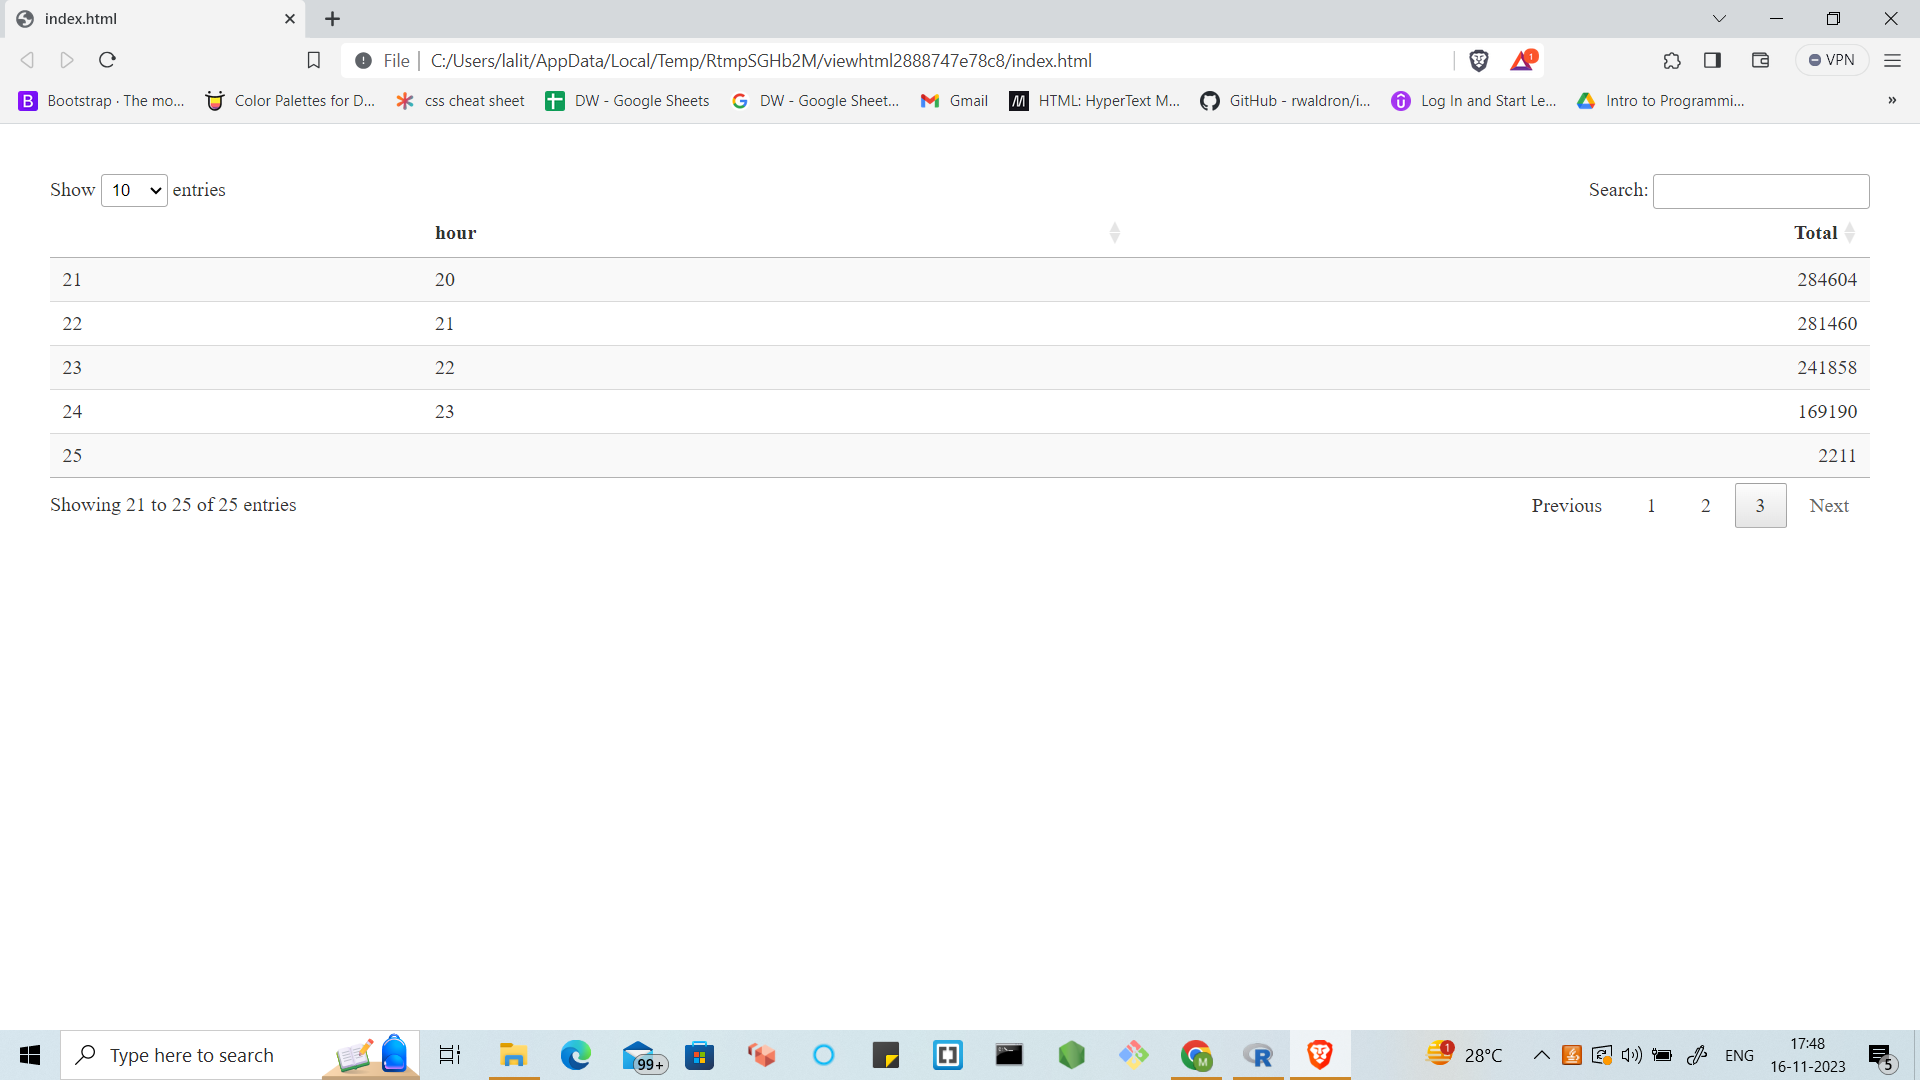 index.html
File
C:/Users/lalit/AppData/Local/Temp/RtmpSGHb2M/viewhtml2888747e78c8/index.html
1
VPN
B Bootstrap · The mo...
Color Palettes for D...
css cheat sheet
DW - Google Sheets
DW - Google Sheet...
Gmail
HTML: HyperText M...
GitHub - rwaldron/i...
Log In and Start Le...
Intro to Programmi...
»
Show 10 entries
Search:
hour Total
21 20 284604
22 21 281460
23 22 241858
24 23 169190
25 2211
Showing 21 to 25 of 25 entries
Previous 1 2 3 Next
Type here to search
99+
M
R
1
28°C
ENG
17:48
16-11-2023
5